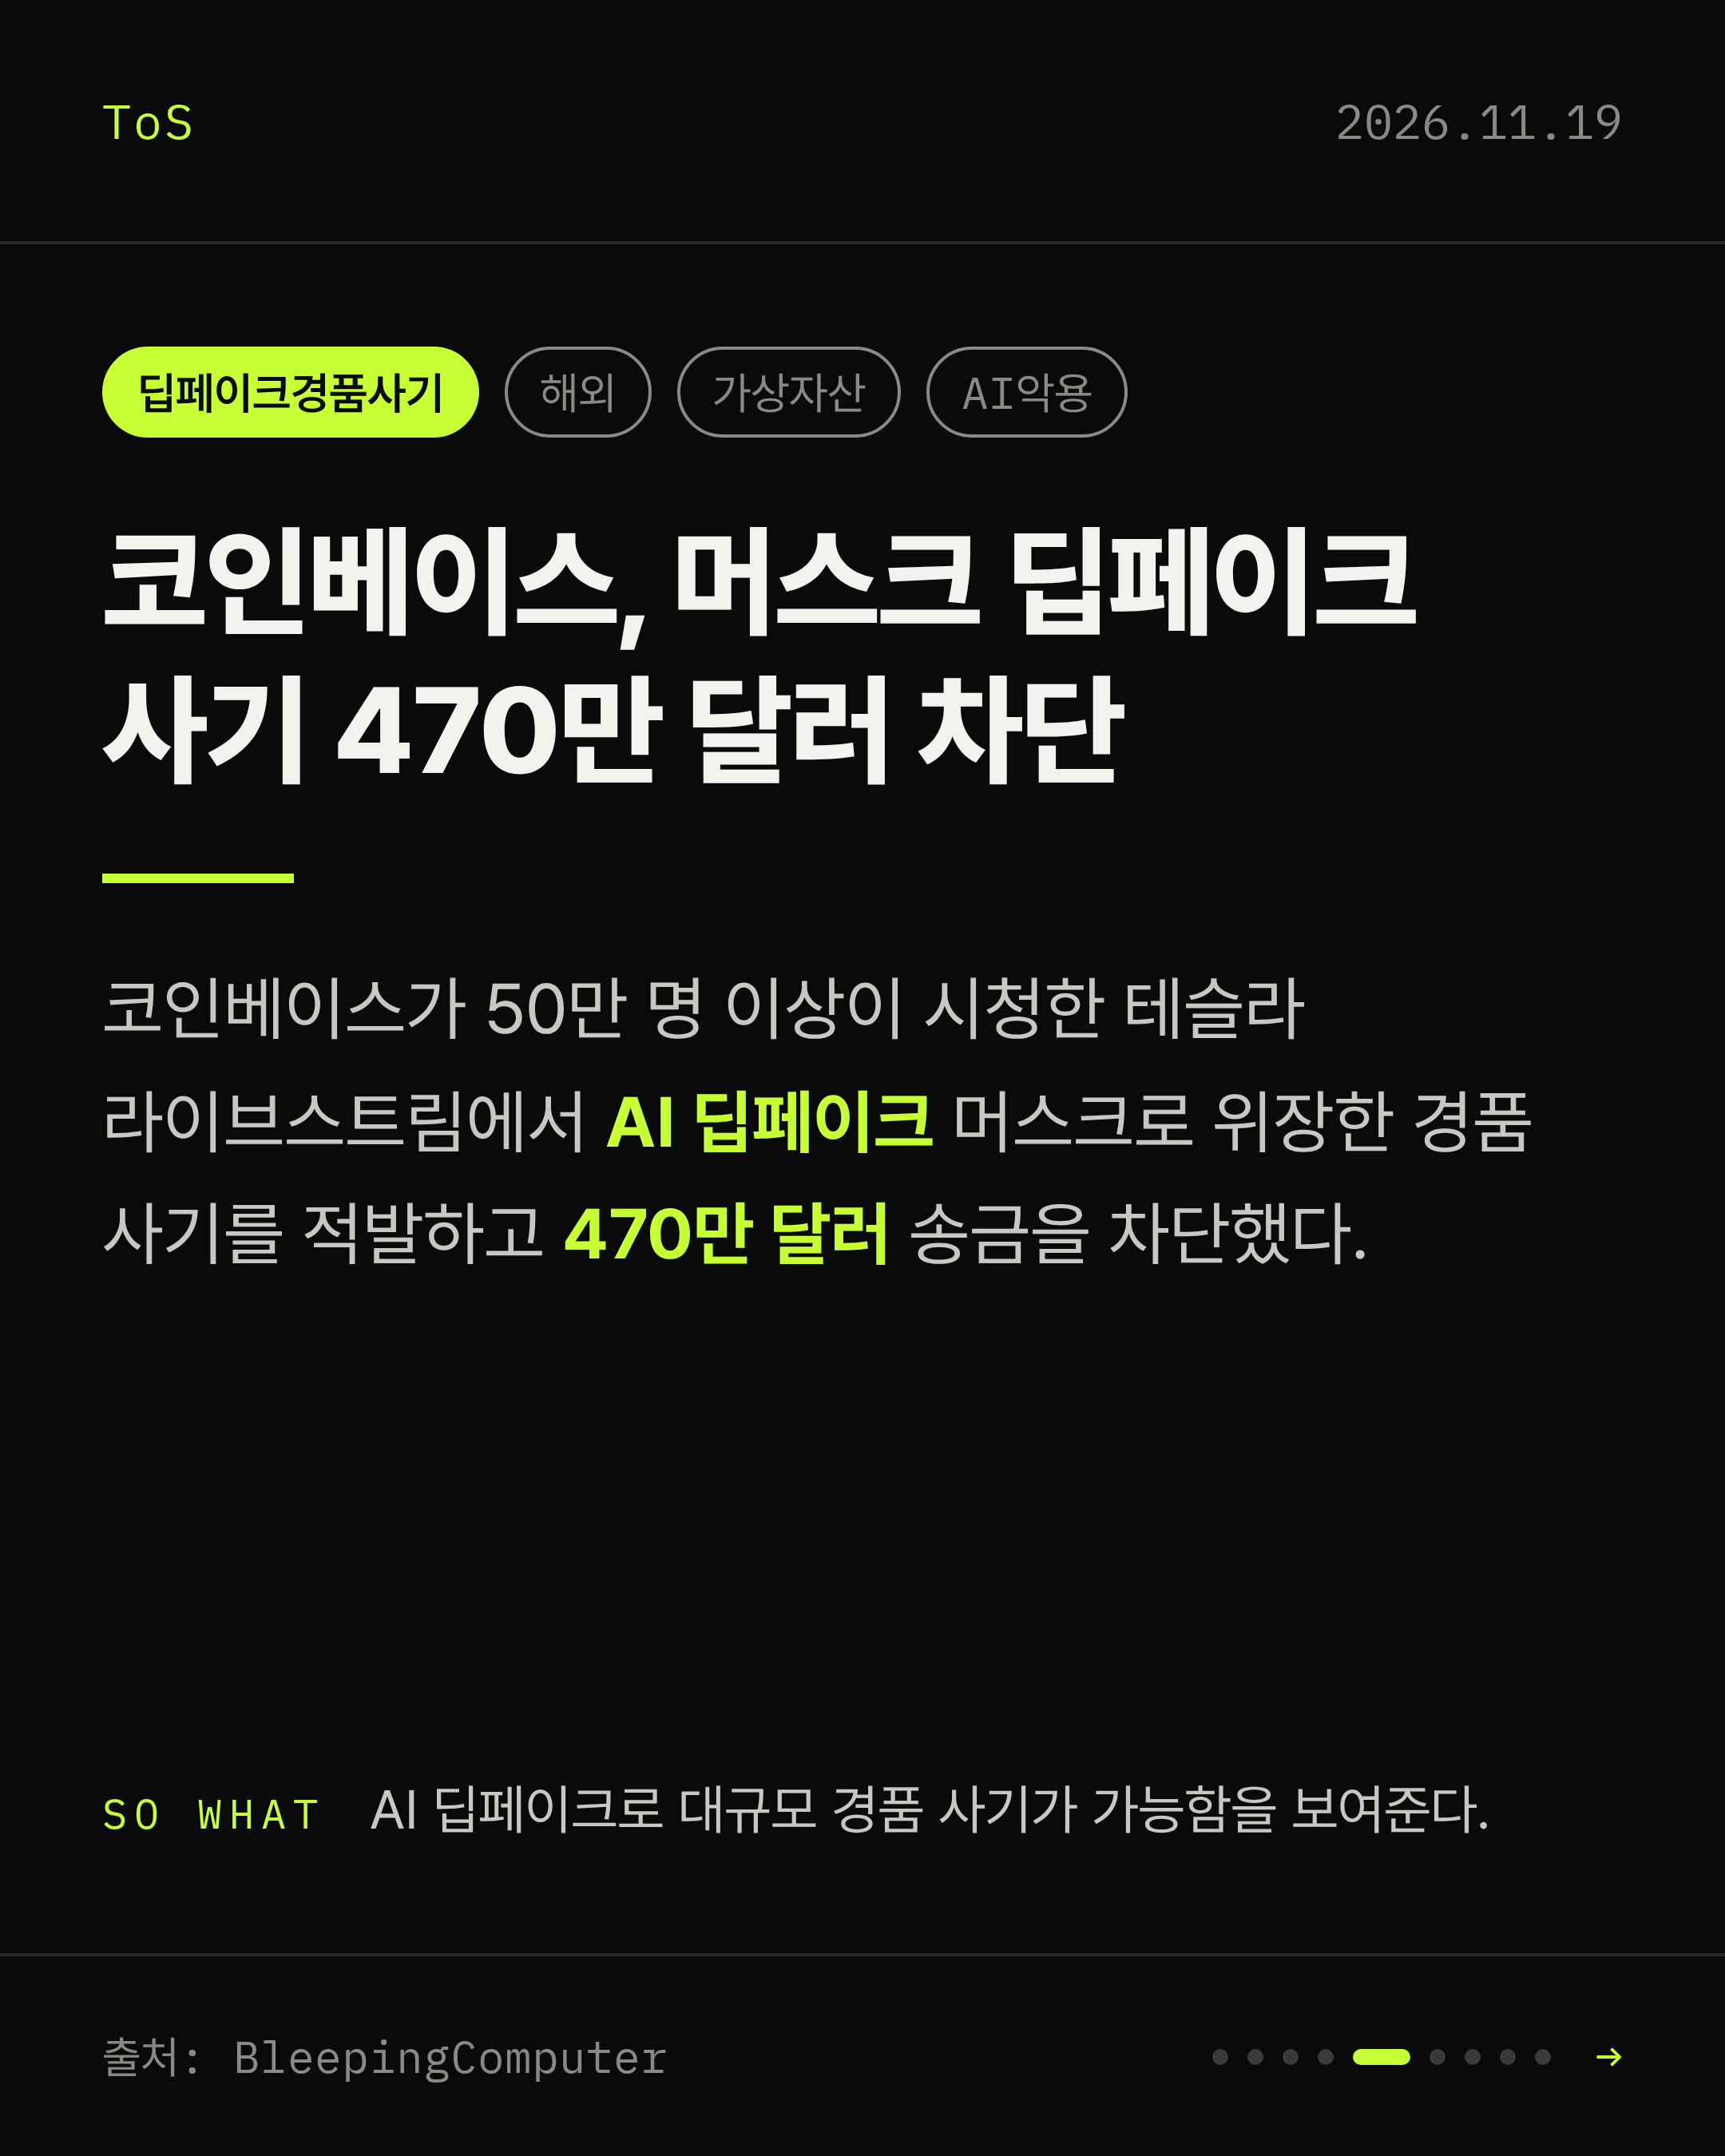 ToS
2026.11.19
딥페이크경품사기
해외
가상자산
AI악용
코인베이스, 머스크 딥페이크
사기 470만 달러 차단
코인베이스가 50만 명 이상이 시청한 테슬라
라이브스트림에서 AI 딥페이크 머스크로 위장한 경품
사기를 적발하고 470만 달러 송금을 차단했다.
SO WHAT AI 딥페이크로 대규모 경품 사기가 가능함을 보여준다.
출처: BleepingComputer
→